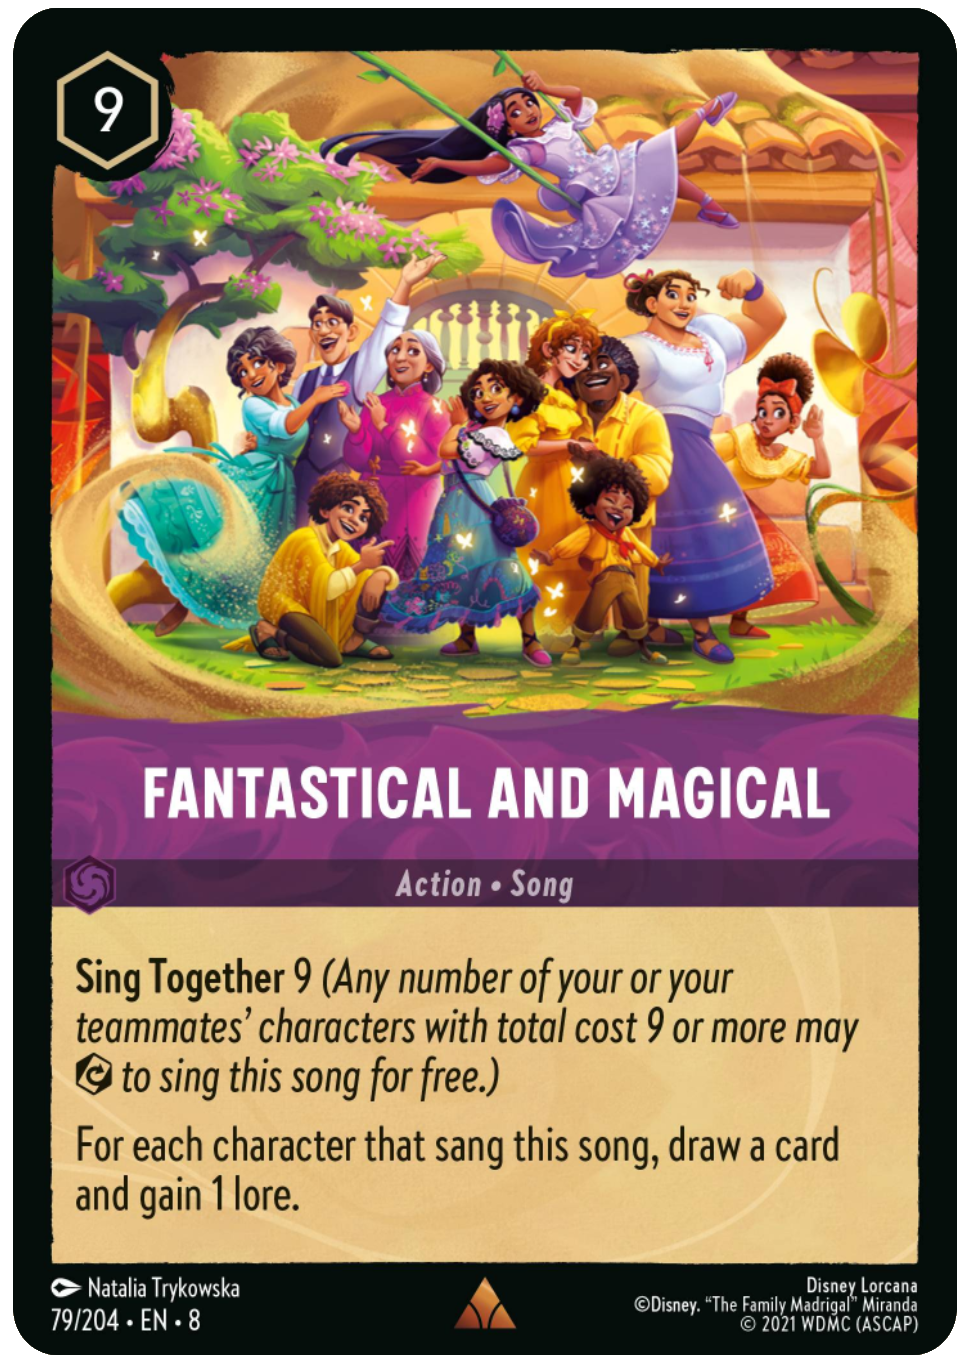 9
FANTASTICAL AND MAGICAL
Action • Song
Sing Together 9 (Any number of your or your
teammates’ characters with total cost 9 or more may
to sing this song for free.)
For each character that sang this song, draw a card
and gain 1 lore.
Natalia Trykowska
79/204 • EN • 8
Disney Lorcana
©Disney. “The Family Madrigal” Miranda
© 2021 WDMC (ASCAP)